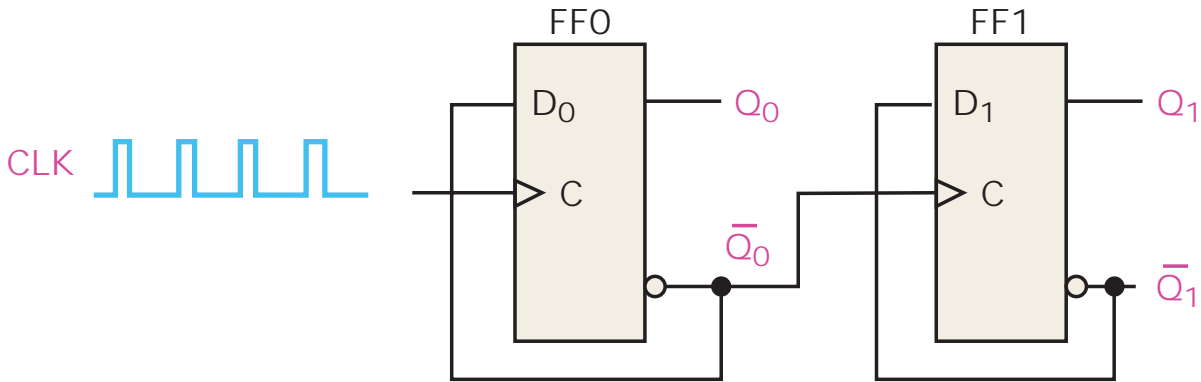 FF0 FF1
D₀ Q₀ D₁ Q₁
CLK
C C
Q̅₀
Q̅₁